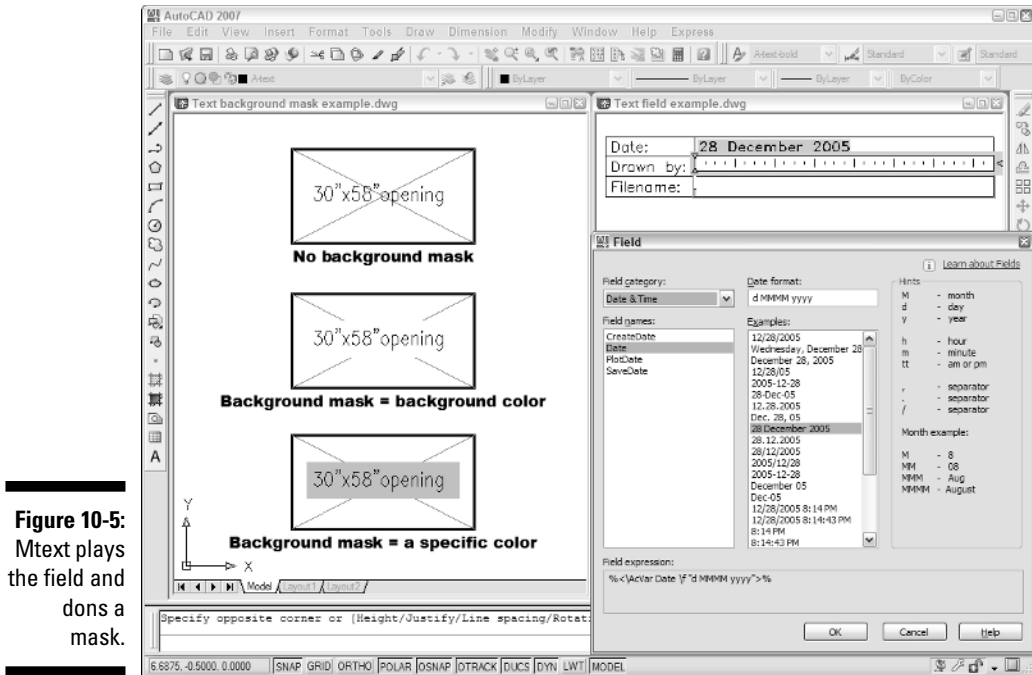 AutoCAD 2007
File Edit View Insert Format Tools Draw Dimension Modify Window Help Express
A-text-bold Standard Standard
A-text ByLayer ByLayer ByLayer ByColor
Text background mask example.dwg
30"x58"opening
No background mask
30"x58"opening
Background mask = background color
30"x58"opening
Background mask = a specific color
Y
X
Model Layout1 Layout2
Text field example.dwg
Date: 28 December 2005
Drawn by:
Filename:
Field
Learn about Fields
Field category:
Date & Time
Field names:
CreateDate
Date
PlotDate
SaveDate
Date format:
d MMMM yyyy
Examples:
12/28/2005
Wednesday, December 28
December 28, 2005
12/28/05
2005-12-28
28-Dec-05
12.28.2005
Dec. 28, 05
28 December 2005
28.12.2005
28/12/2005
2005/12/28
2005-12-28
December 05
Dec-05
12/28/2005 8:14 PM
12/28/2005 8:14:43 PM
8:14 PM
8:14:43 PM
Hints
M - month
d - day
y - year
h - hour
m - minute
tt - am or pm
, - separator
. - separator
/ - separator
Month example:
M - 8
MM - 08
MMM - Aug
MMMM - August
Field expression:
%<\AcVar Date \f "d MMMM yyyy">%
OK Cancel Help
Specify opposite corner or [Height/Justify/Line spacing/Rotat
6.6875, -0.5000, 0.0000 SNAP GRID ORTHO POLAR OSNAP OTRACK DUCS DYN LWT MODEL
Figure 10-5:
Mtext plays
the field and
dons a
mask.